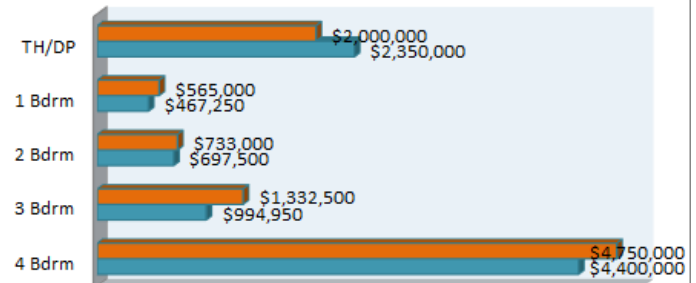 TH/DP
$2,000,000
$2,350,000
1 Bdrm
$565,000
$467,250
2 Bdrm
$733,000
$697,500
3 Bdrm
$1,332,500
$994,950
4 Bdrm
$4,750,000
$4,400,000